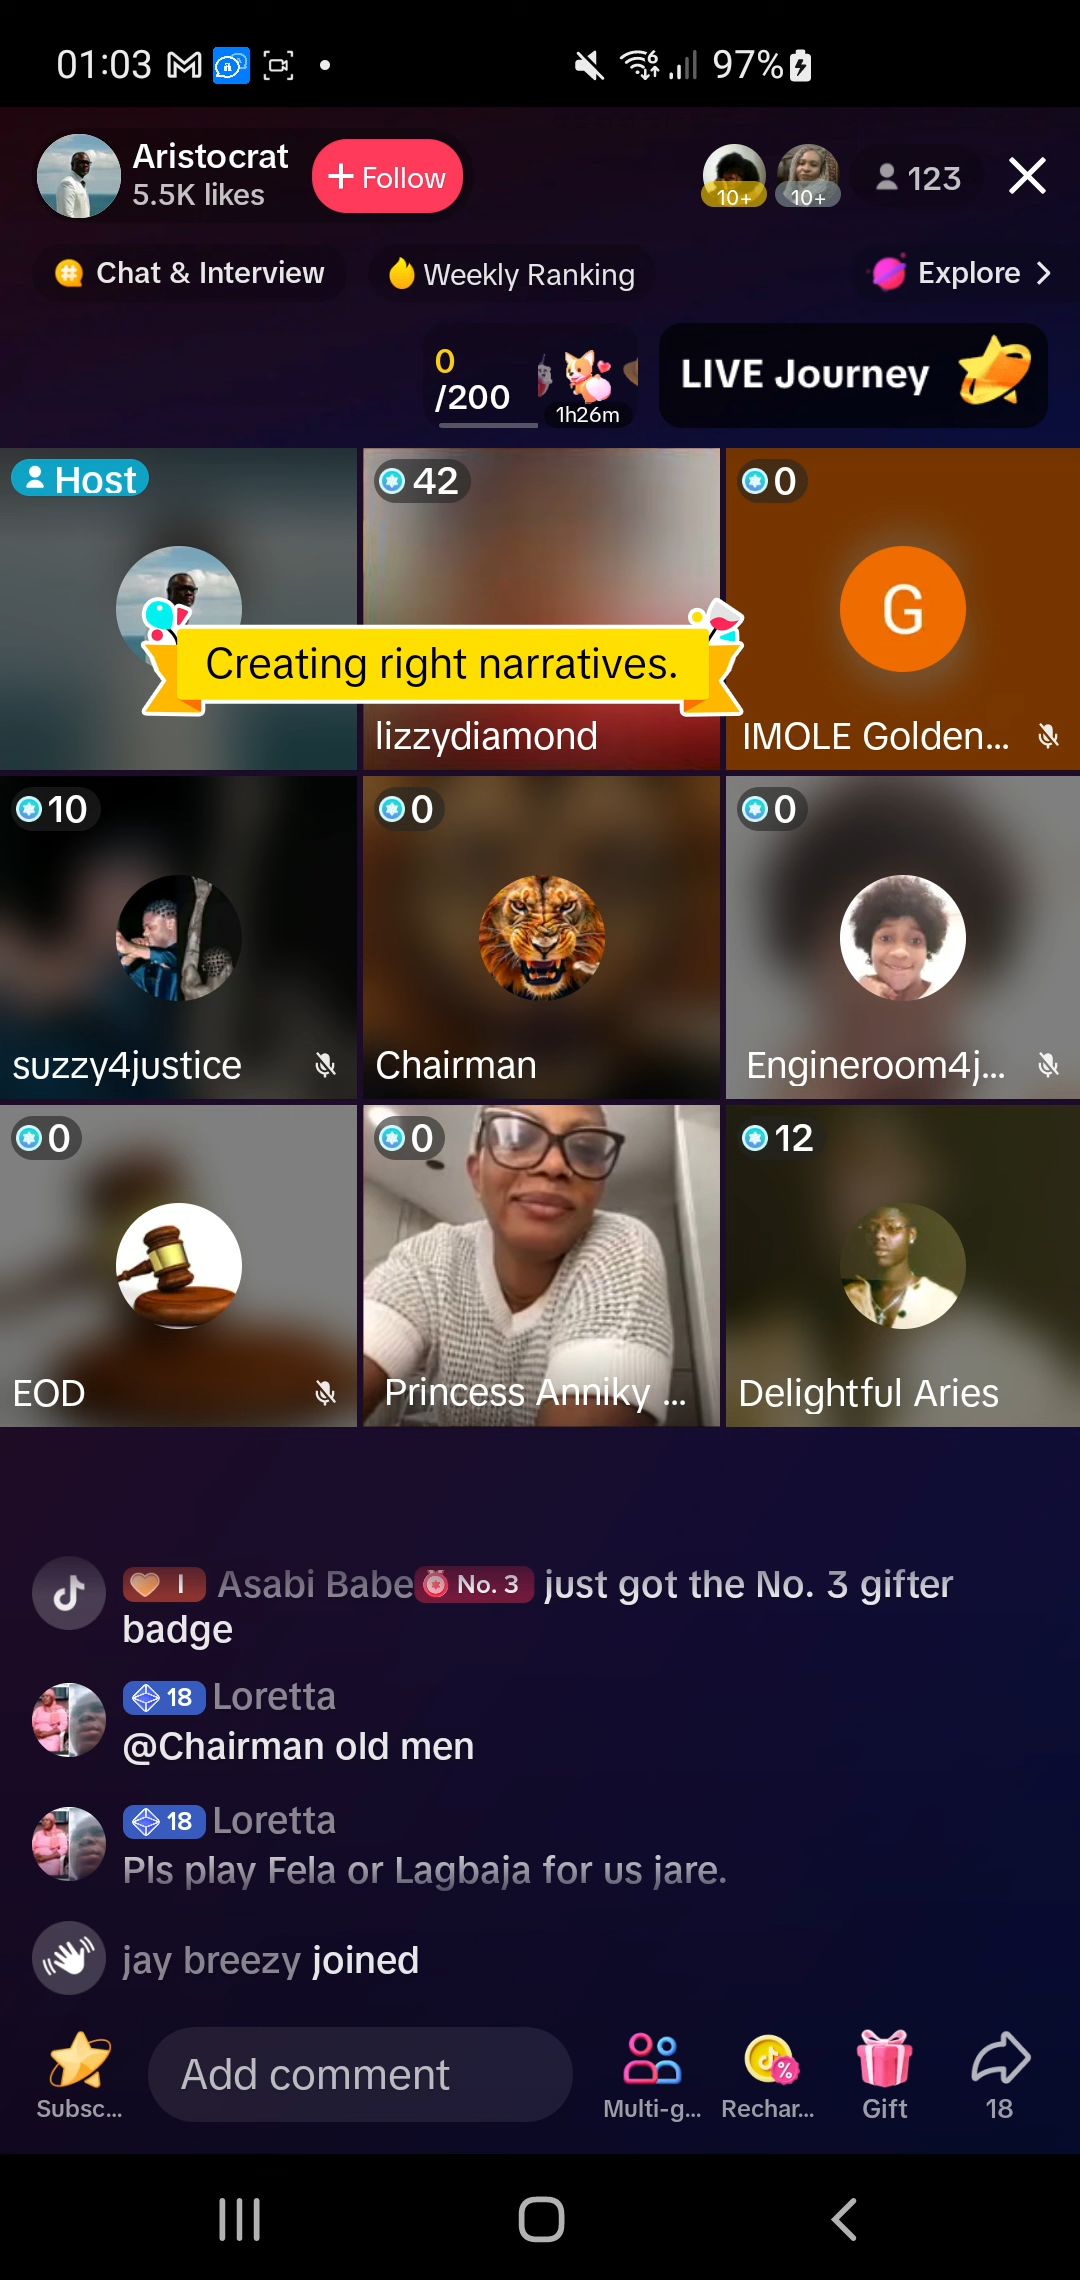 01:03
97%
Aristocrat
5.5K likes
+ Follow
10+
10+
123
Chat & Interview
Weekly Ranking
Explore
0
/200
1h26m
LIVE Journey
Host
42
0
G
Creating right narratives.
lizzydiamond
IMOLE Golden...
10
0
0
suzzy4justice
Chairman
Engineroom4j...
0
0
12
EOD
Princess Anniky ...
Delightful Aries
I Asabi Babe No. 3 just got the No. 3 gifter
badge
18 Loretta
@Chairman old men
18 Loretta
Pls play Fela or Lagbaja for us jare.
jay breezy joined
Subsc...
Add comment
Multi-g...
Rechar...
Gift
18